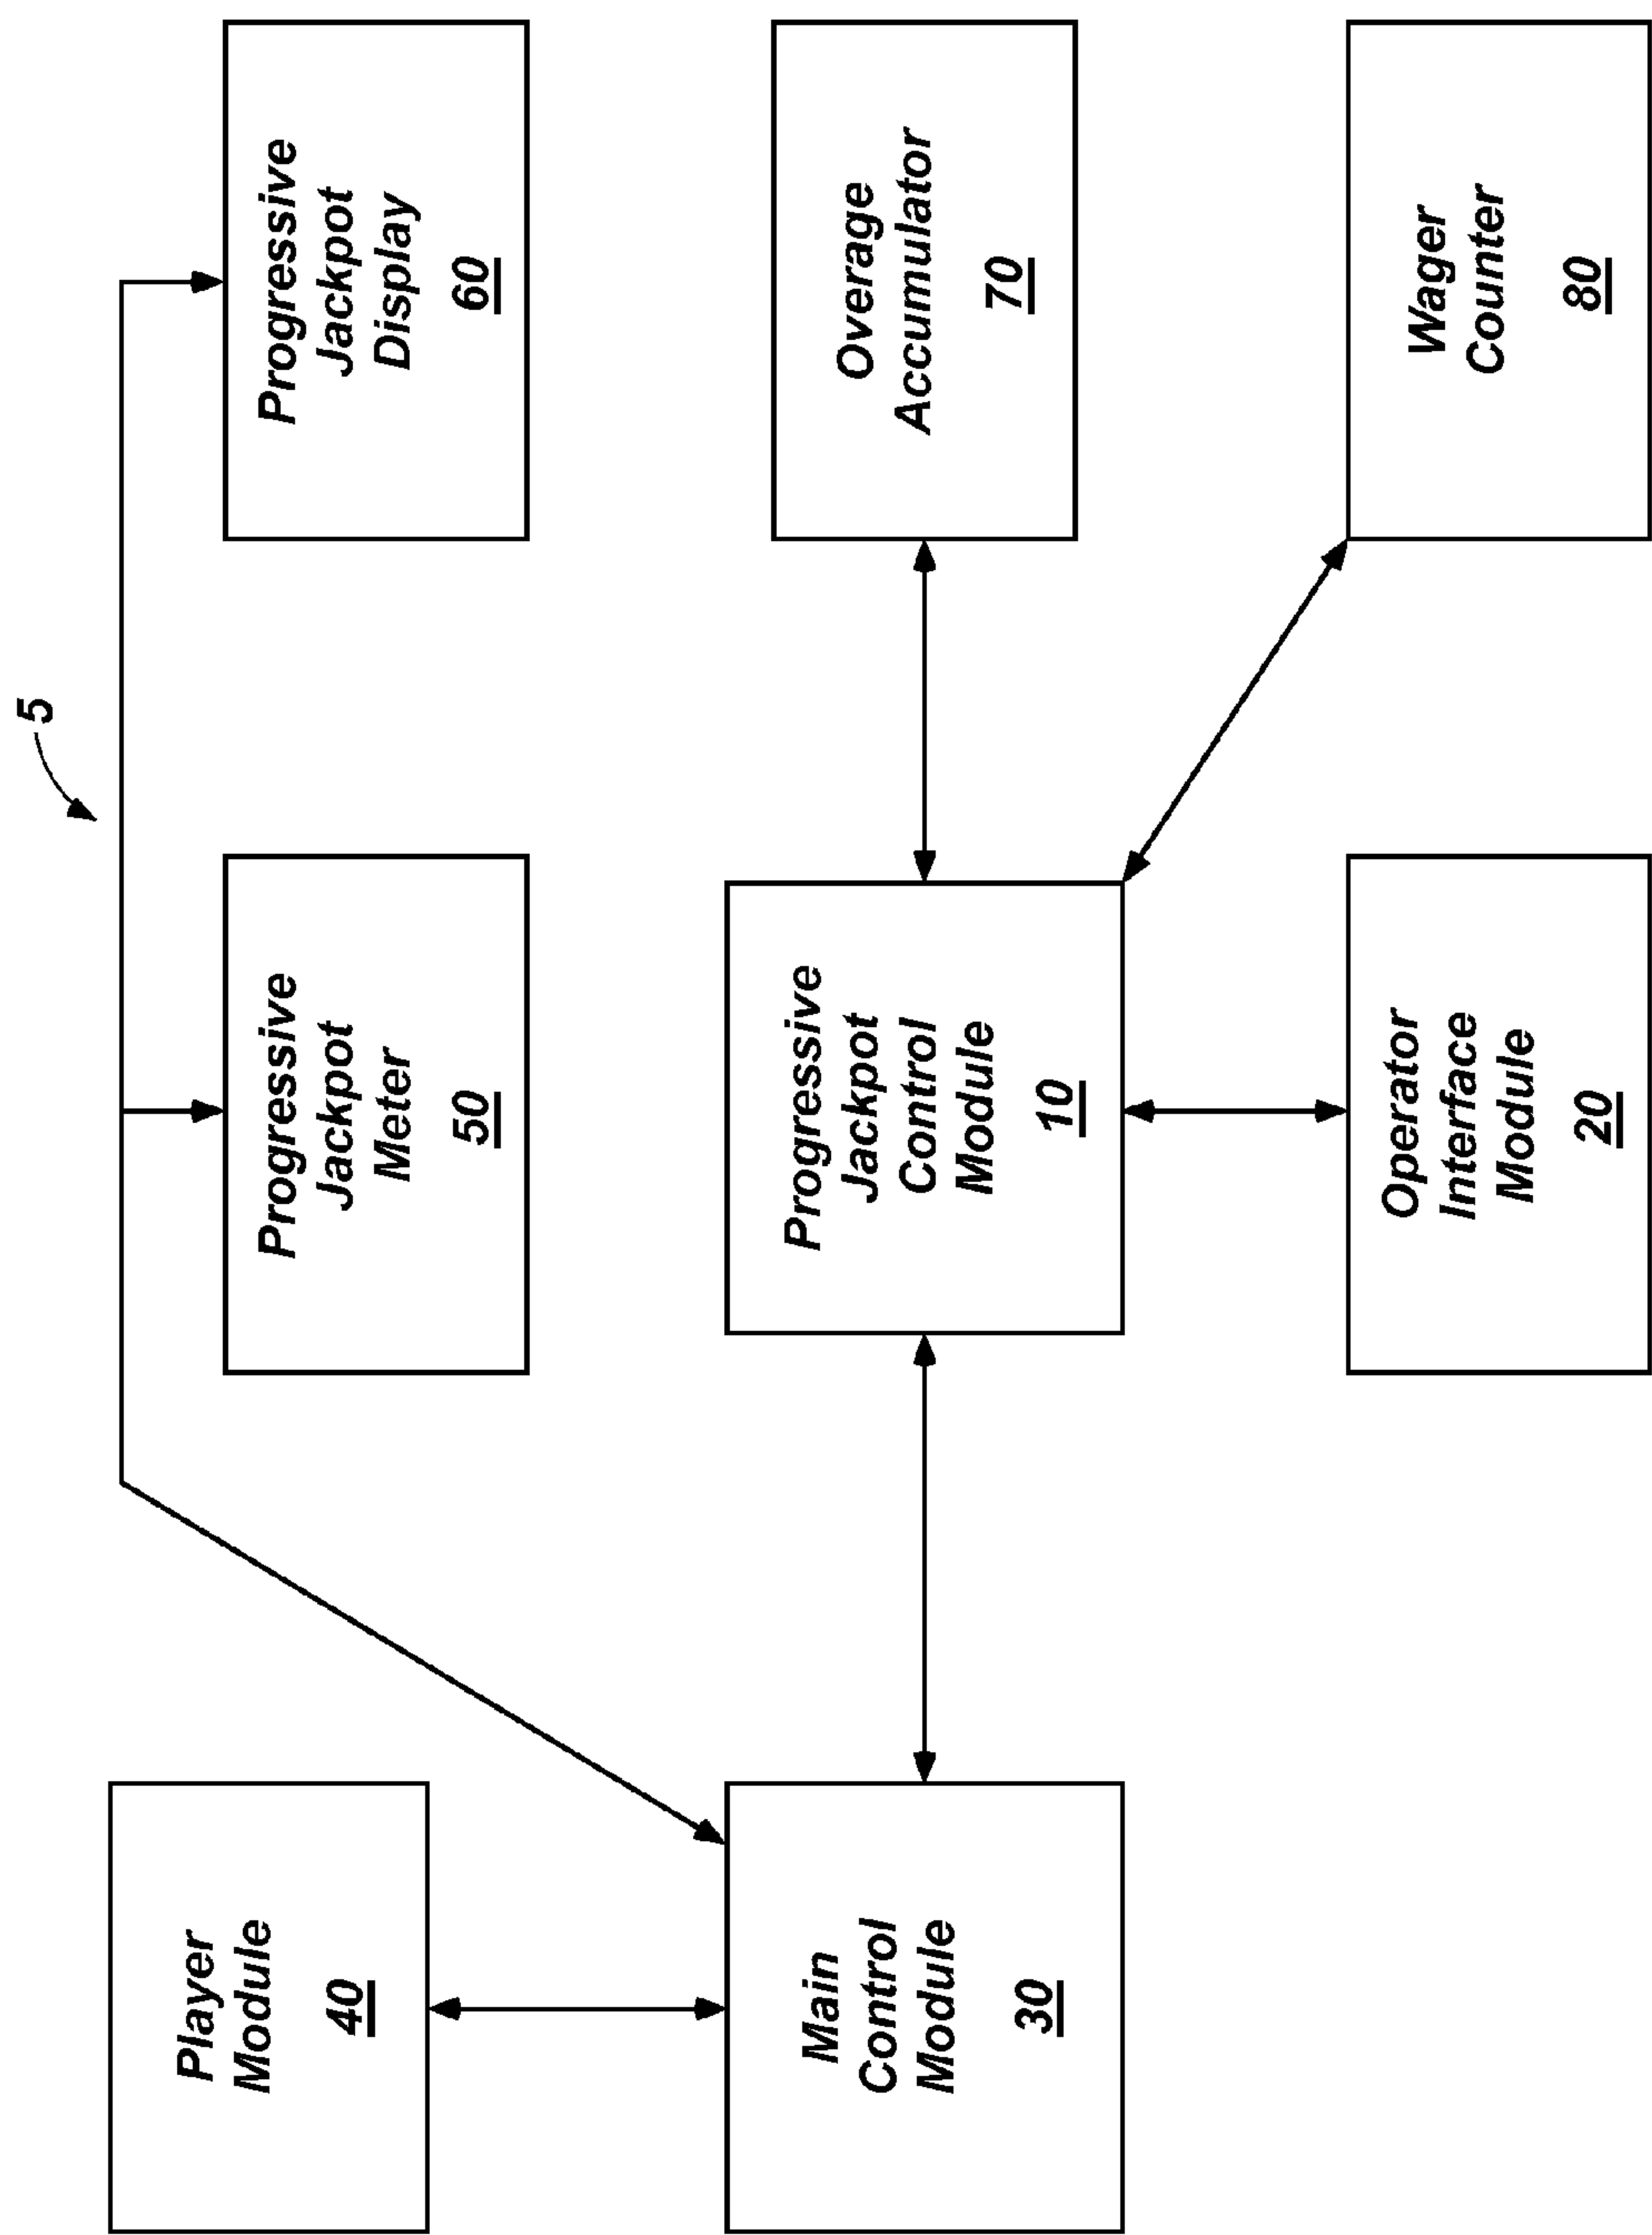 5
Player
Module
40
Progressive
Jackpot
Meter
50
Progressive
Jackpot
Display
60
Main
Control
Module
30
Progressive
Jackpot
Control
Module
10
Overage
Accumulator
70
Operator
Interface
Module
20
Wager
Counter
80